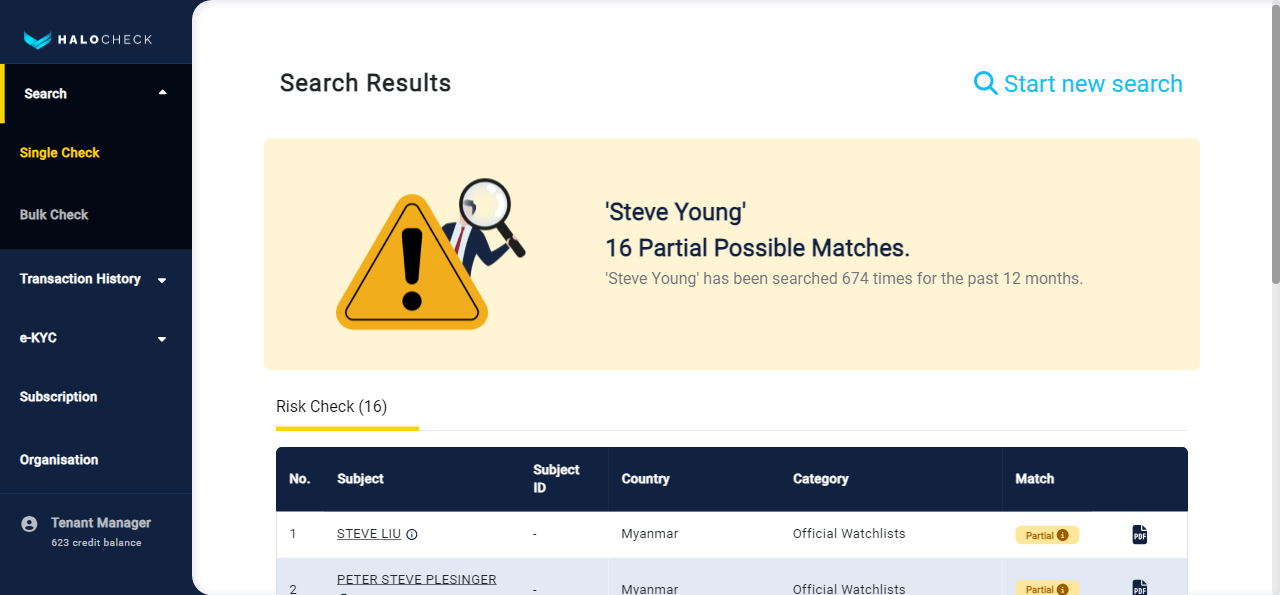 HALOCHECK
Search
Single Check
Bulk Check
Transaction History
e-KYC
Subscription
Organisation
Tenant Manager
623 credit balance
Search Results
Start new search
'Steve Young'
16 Partial Possible Matches.
'Steve Young' has been searched 674 times for the past 12 months.
Risk Check (16)
No. Subject Subject ID Country Category Match
1 STEVE LIU - Myanmar Official Watchlists Partial PDF
2 PETER STEVE PLESINGER - Myanmar Official Watchlists Partial PDF